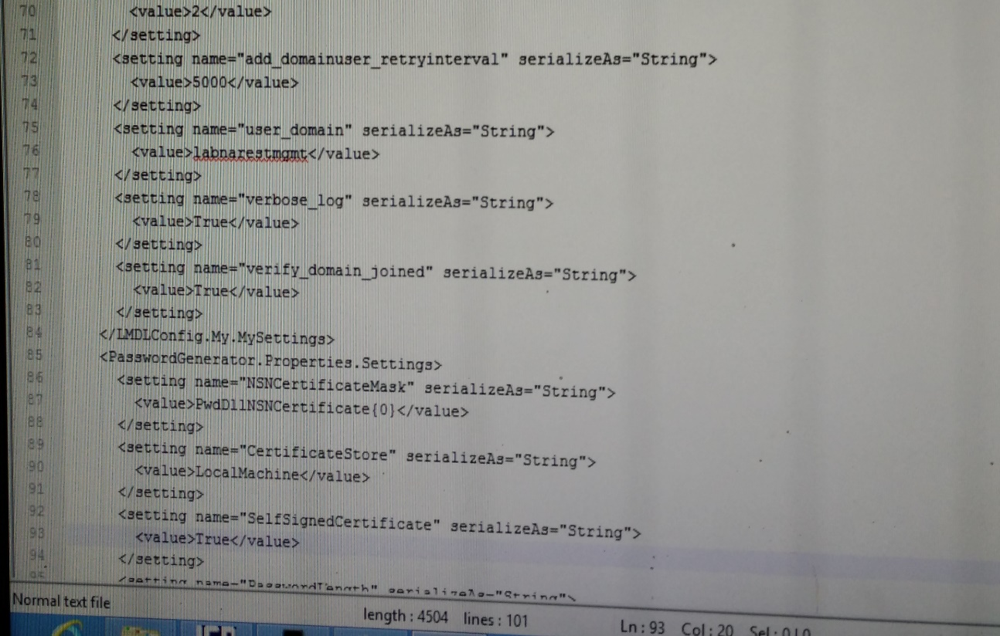 70 <value>2</value>
71 </setting>
72 <setting name="add_domainuser_retryinterval" serializeAs="String">
73 <value>5000</value>
74 </setting>
75 <setting name="user_domain" serializeAs="String">
76 <value>labnarestmgmt</value>
77 </setting>
78 <setting name="verbose_log" serializeAs="String">
79 <value>True</value>
80 </setting>
81 <setting name="verify_domain_joined" serializeAs="String">
82 <value>True</value>
83 </setting>
84 </LMDLConfig.My.MySettings>
85 <PasswordGenerator.Properties.Settings>
86 <setting name="NSNCertificateMask" serializeAs="String">
87 <value>PwdDllNSNCertificate{0}</value>
88 </setting>
89 <setting name="CertificateStore" serializeAs="String">
90 <value>LocalMachine</value>
91 </setting>
92 <setting name="SelfSignedCertificate" serializeAs="String">
93 <value>True</value>
94 </setting>
95 <setting name="PasswordLength" serializeAs="String">
Normal text file length : 4504 lines : 101 Ln : 93 Col : 20 Sel : 0 | 0